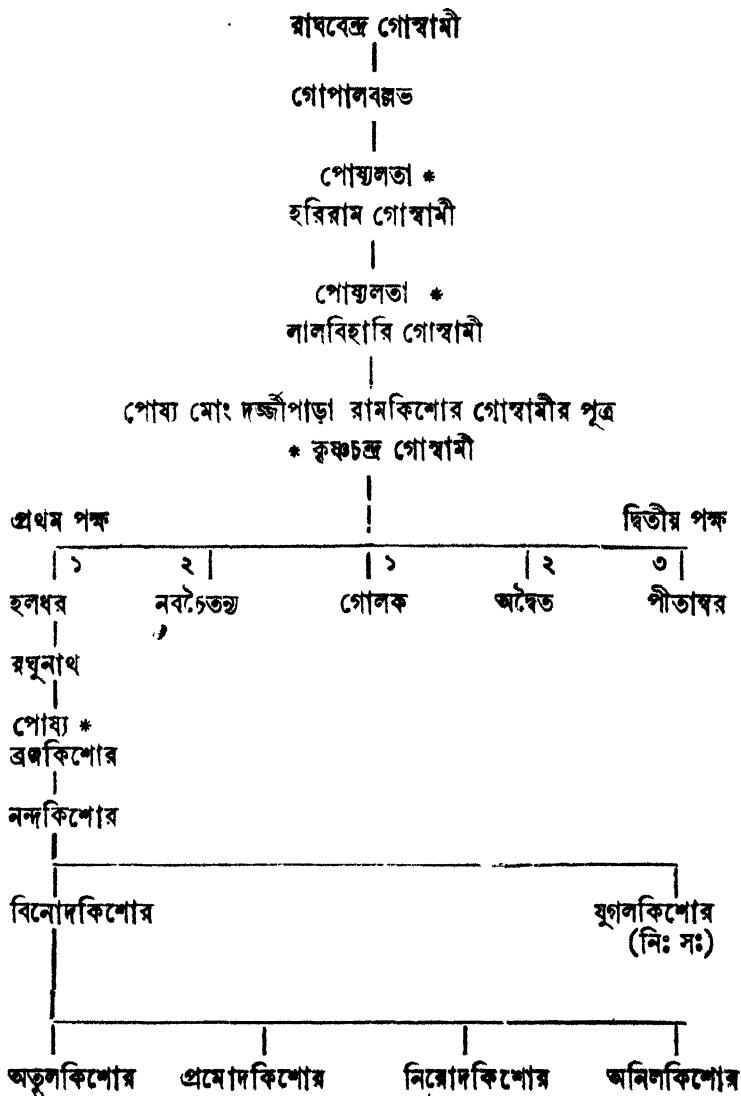 রাঘবেন্দ্র গোস্বামী
গোপালবল্লভ
পোষ্যলতা *
হরিরাম গোস্বামী
পোষ্যলতা *
লালবিহারি গোস্বামী
পোষ্য মোং দর্জ্জীপাড়া রামকিশোর গোস্বামীর পুত্র
* কৃষ্ণচন্দ্র গোস্বামী
প্রথম পক্ষ দ্বিতীয় পক্ষ
১ ২ ১ ২ ৩
হলধর নবচৈতন্য গোলক অদ্বৈত পীতাম্বর
রঘুনাথ
পোষ্য *
ব্রজকিশোর
নন্দকিশোর
বিনোদকিশোর যুগলকিশোর
(নিঃ সঃ)
অতুলকিশোর প্রমোদকিশোর নিরোদকিশোর অনিলকিশোর